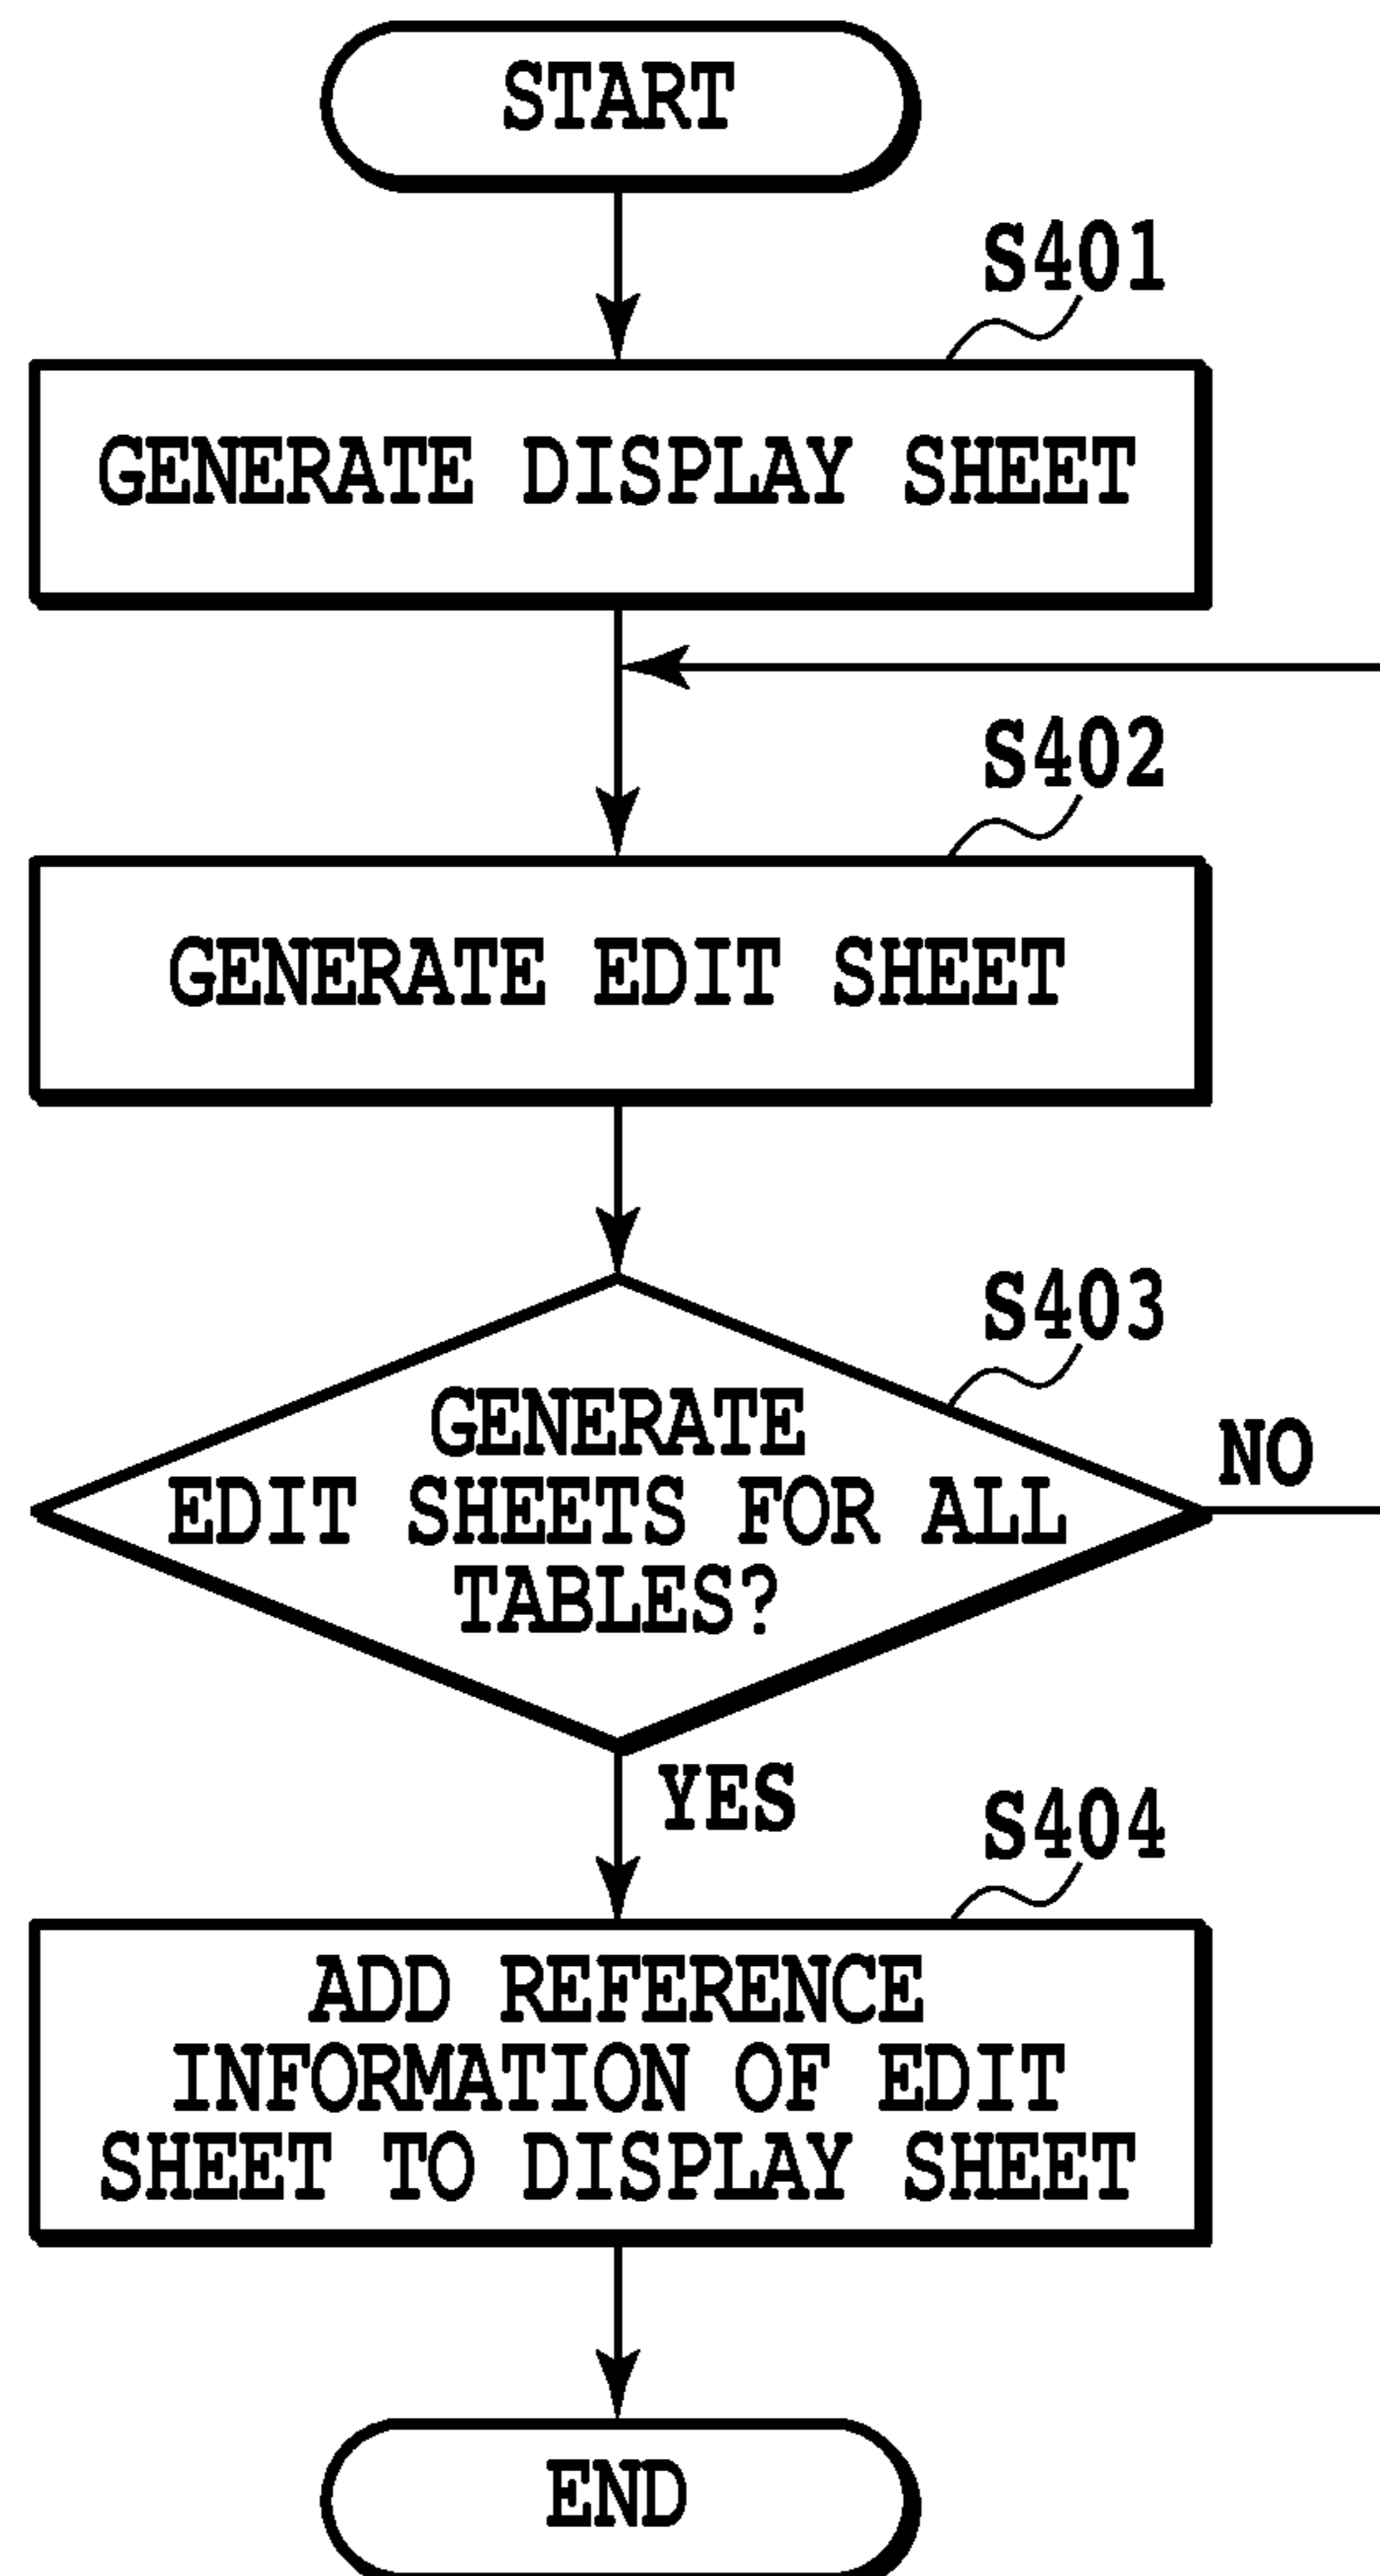 START
S401
GENERATE DISPLAY SHEET
S402
GENERATE EDIT SHEET
S403
GENERATE
EDIT SHEETS FOR ALL
TABLES?
NO
YES
S404
ADD REFERENCE
INFORMATION OF EDIT
SHEET TO DISPLAY SHEET
END